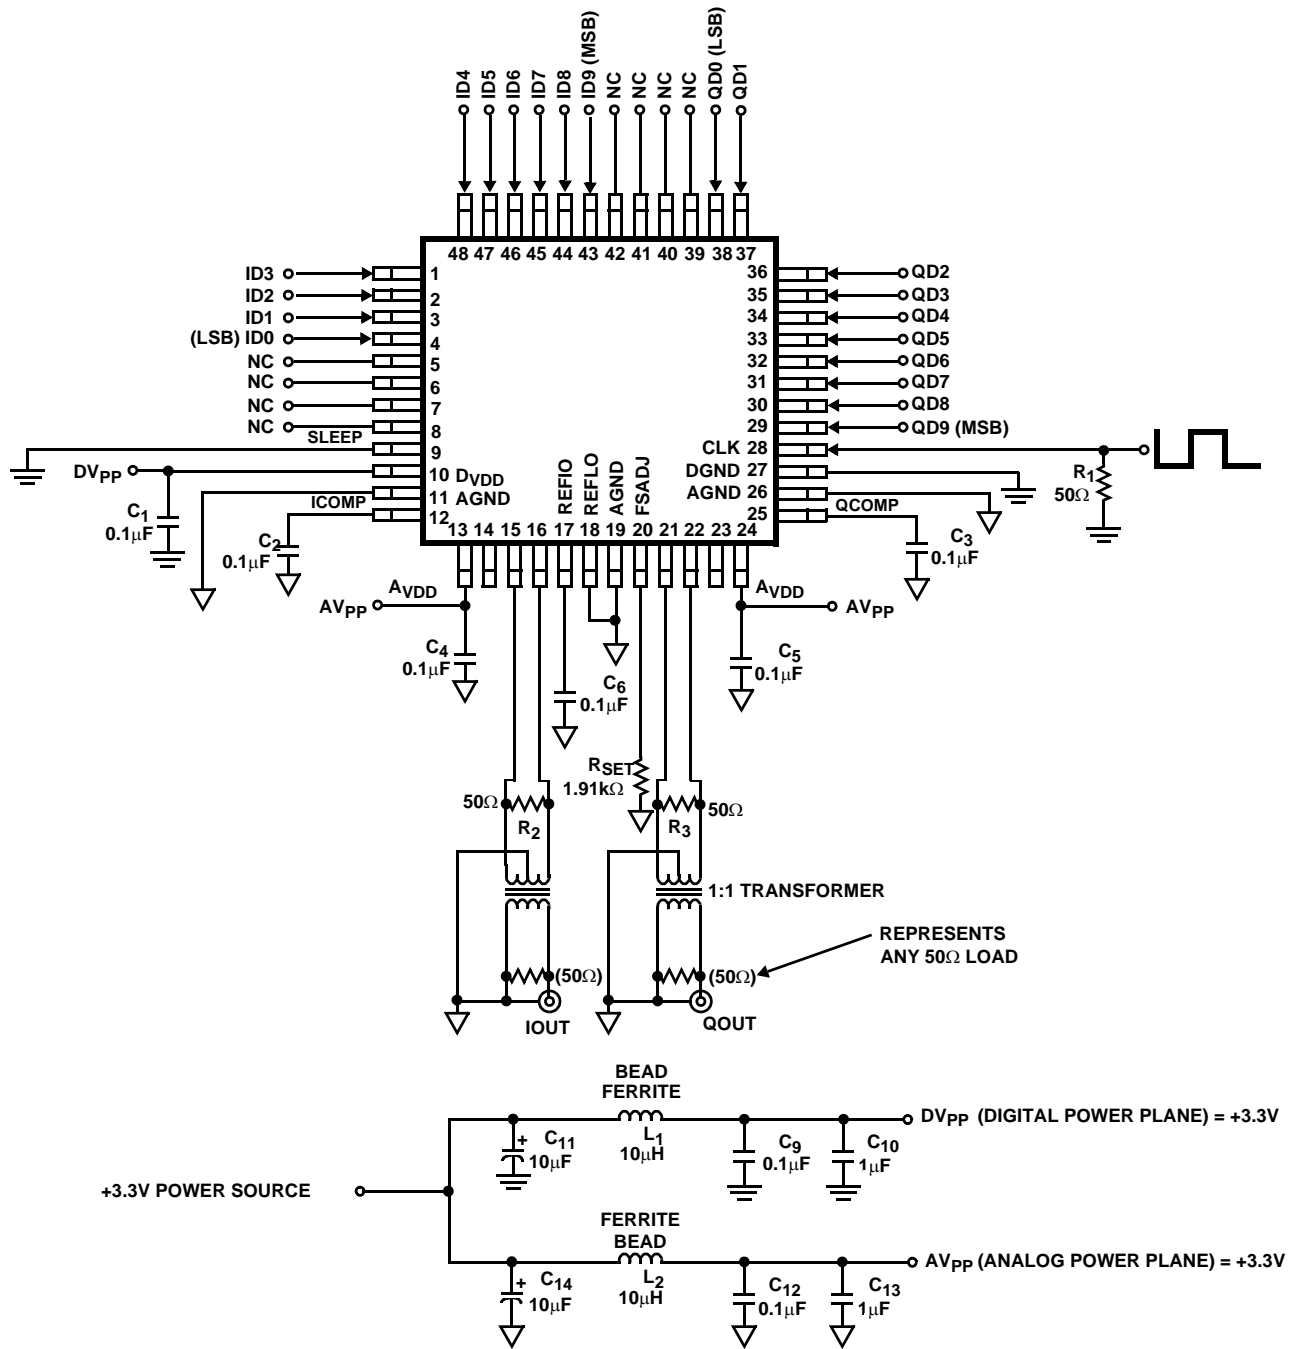 ID4
ID5
ID6
ID7
ID8
ID9 (MSB)
NC
NC
NC
NC
QD0 (LSB)
QD1
48 47 46 45 44 43 42 41 40 39 38 37
ID3
ID2
ID1
(LSB) ID0
NC
NC
NC
NC
SLEEP
DVPP
1
2
3
4
5
6
7
8
9
10 DVDD
11 AGND
12
ICOMP
C1
0.1µF
C2
0.1µF
36
35
34
33
32
31
30
29
CLK 28
DGND 27
AGND 26
25
QD2
QD3
QD4
QD5
QD6
QD7
QD8
QD9 (MSB)
R1
50Ω
QCOMP
C3
0.1µF
REFIO
REFLO
AGND
FSADJ
13 14 15 16 17 18 19 20 21 22 23 24
AVDD
AVPP
C4
0.1µF
AVDD
AVPP
C5
0.1µF
C6
0.1µF
RSET
1.91kΩ
50Ω
R2
R3
50Ω
1:1 TRANSFORMER
REPRESENTS
ANY 50Ω LOAD
(50Ω)
(50Ω)
IOUT
QOUT
BEAD
FERRITE
L1
10µH
C11
+
10µF
C9
0.1µF
C10
1µF
DVPP (DIGITAL POWER PLANE) = +3.3V
+3.3V POWER SOURCE
FERRITE
BEAD
L2
10µH
C14
+
10µF
C12
0.1µF
C13
1µF
AVPP (ANALOG POWER PLANE) = +3.3V